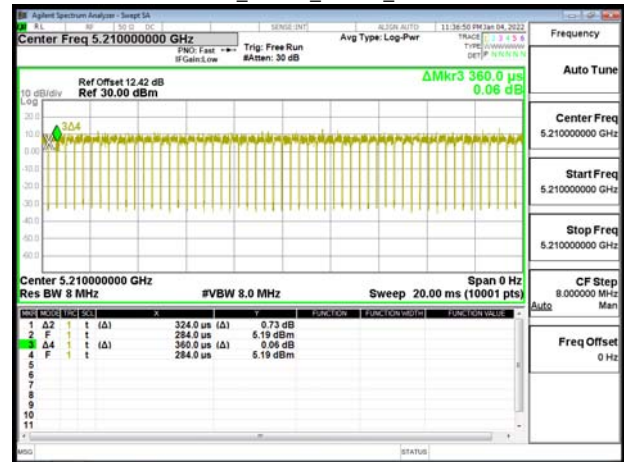 Agilent Spectrum Analyzer - Swept SA
RL RF 50 Ω DC SENSE:INT ALIGN AUTO 11:36:50 PM Jan 04, 2022
Center Freq 5.210000000 GHz
PNO: Fast
IFGain:Low
Trig: Free Run
#Atten: 30 dB
Avg Type: Log-Pwr
TRACE 1 2 3 4 5 6
TYPE
DET P N N N N N
Ref Offset 12.42 dB
10 dB/div Ref 30.00 dBm
Log
ΔMkr3 360.0 µs
0.06 dB
20.0
10.0
0.00
-10.0
-20.0
-30.0
-40.0
-50.0
-60.0
3Δ4
Center 5.210000000 GHz Span 0 Hz
Res BW 8 MHz #VBW 8.0 MHz Sweep 20.00 ms (10001 pts)
MKR MODE TRC SCL X Y FUNCTION FUNCTION WIDTH FUNCTION VALUE
1 Δ2 1 t (Δ) 324.0 µs (Δ) 0.73 dB
2 F 1 t 284.0 µs 5.19 dBm
3 Δ4 1 t (Δ) 360.0 µs (Δ) 0.06 dB
4 F 1 t 284.0 µs 5.19 dBm
5
6
7
8
9
10
11
MSG STATUS
Frequency
Auto Tune
Center Freq
5.210000000 GHz
Start Freq
5.210000000 GHz
Stop Freq
5.210000000 GHz
CF Step
8.000000 MHz
Auto Man
Freq Offset
0 Hz